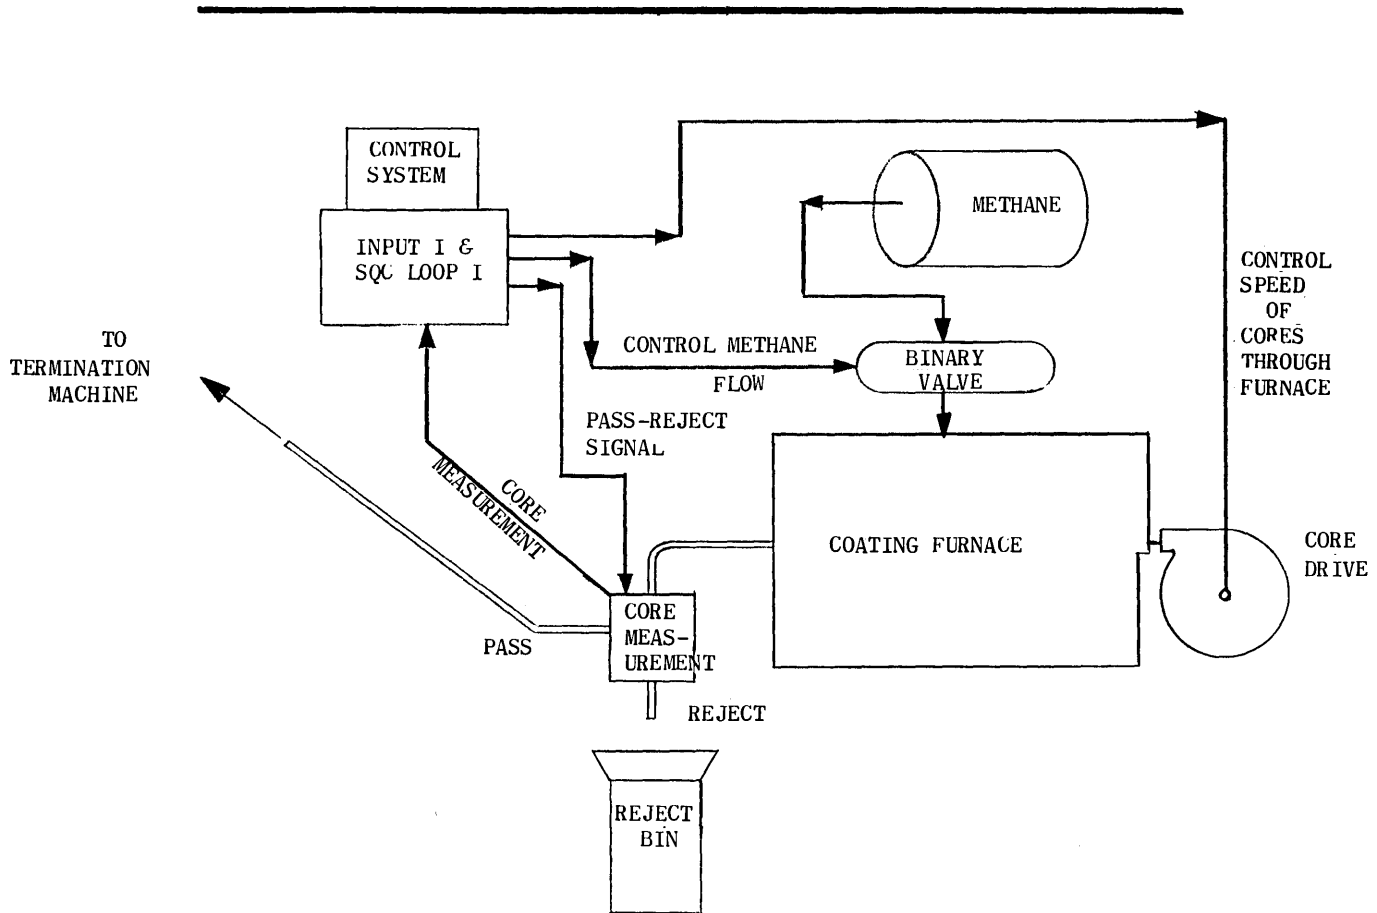 CONTROL
SYSTEM
INPUT I &
SQC LOOP I
METHANE
CONTROL
SPEED
OF
CORES
THROUGH
FURNACE
TO
TERMINATION
MACHINE
CONTROL METHANE
FLOW
BINARY
VALVE
PASS-REJECT
SIGNAL
CORE
MEASUREMENT
COATING FURNACE
CORE
DRIVE
CORE
MEAS-
UREMENT
PASS
REJECT
REJECT
BIN